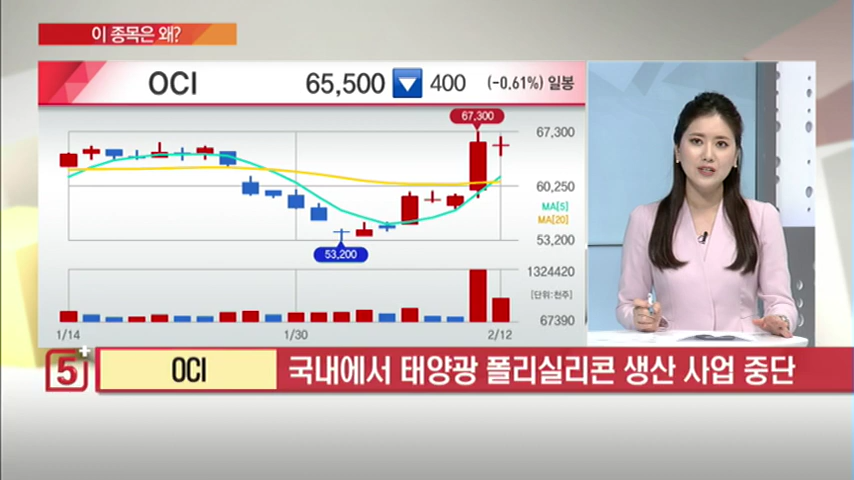 이 종목은 왜?
OCI 65,500 ▼ 400 (-0.61%) 일봉
67,300
67,300
60,250
MA[5]
MA[20]
53,200
53,200
1324420
[단위:천주]
67390
1/14 1/30 2/12
5+ OCI 국내에서 태양광 폴리실리콘 생산 사업 중단